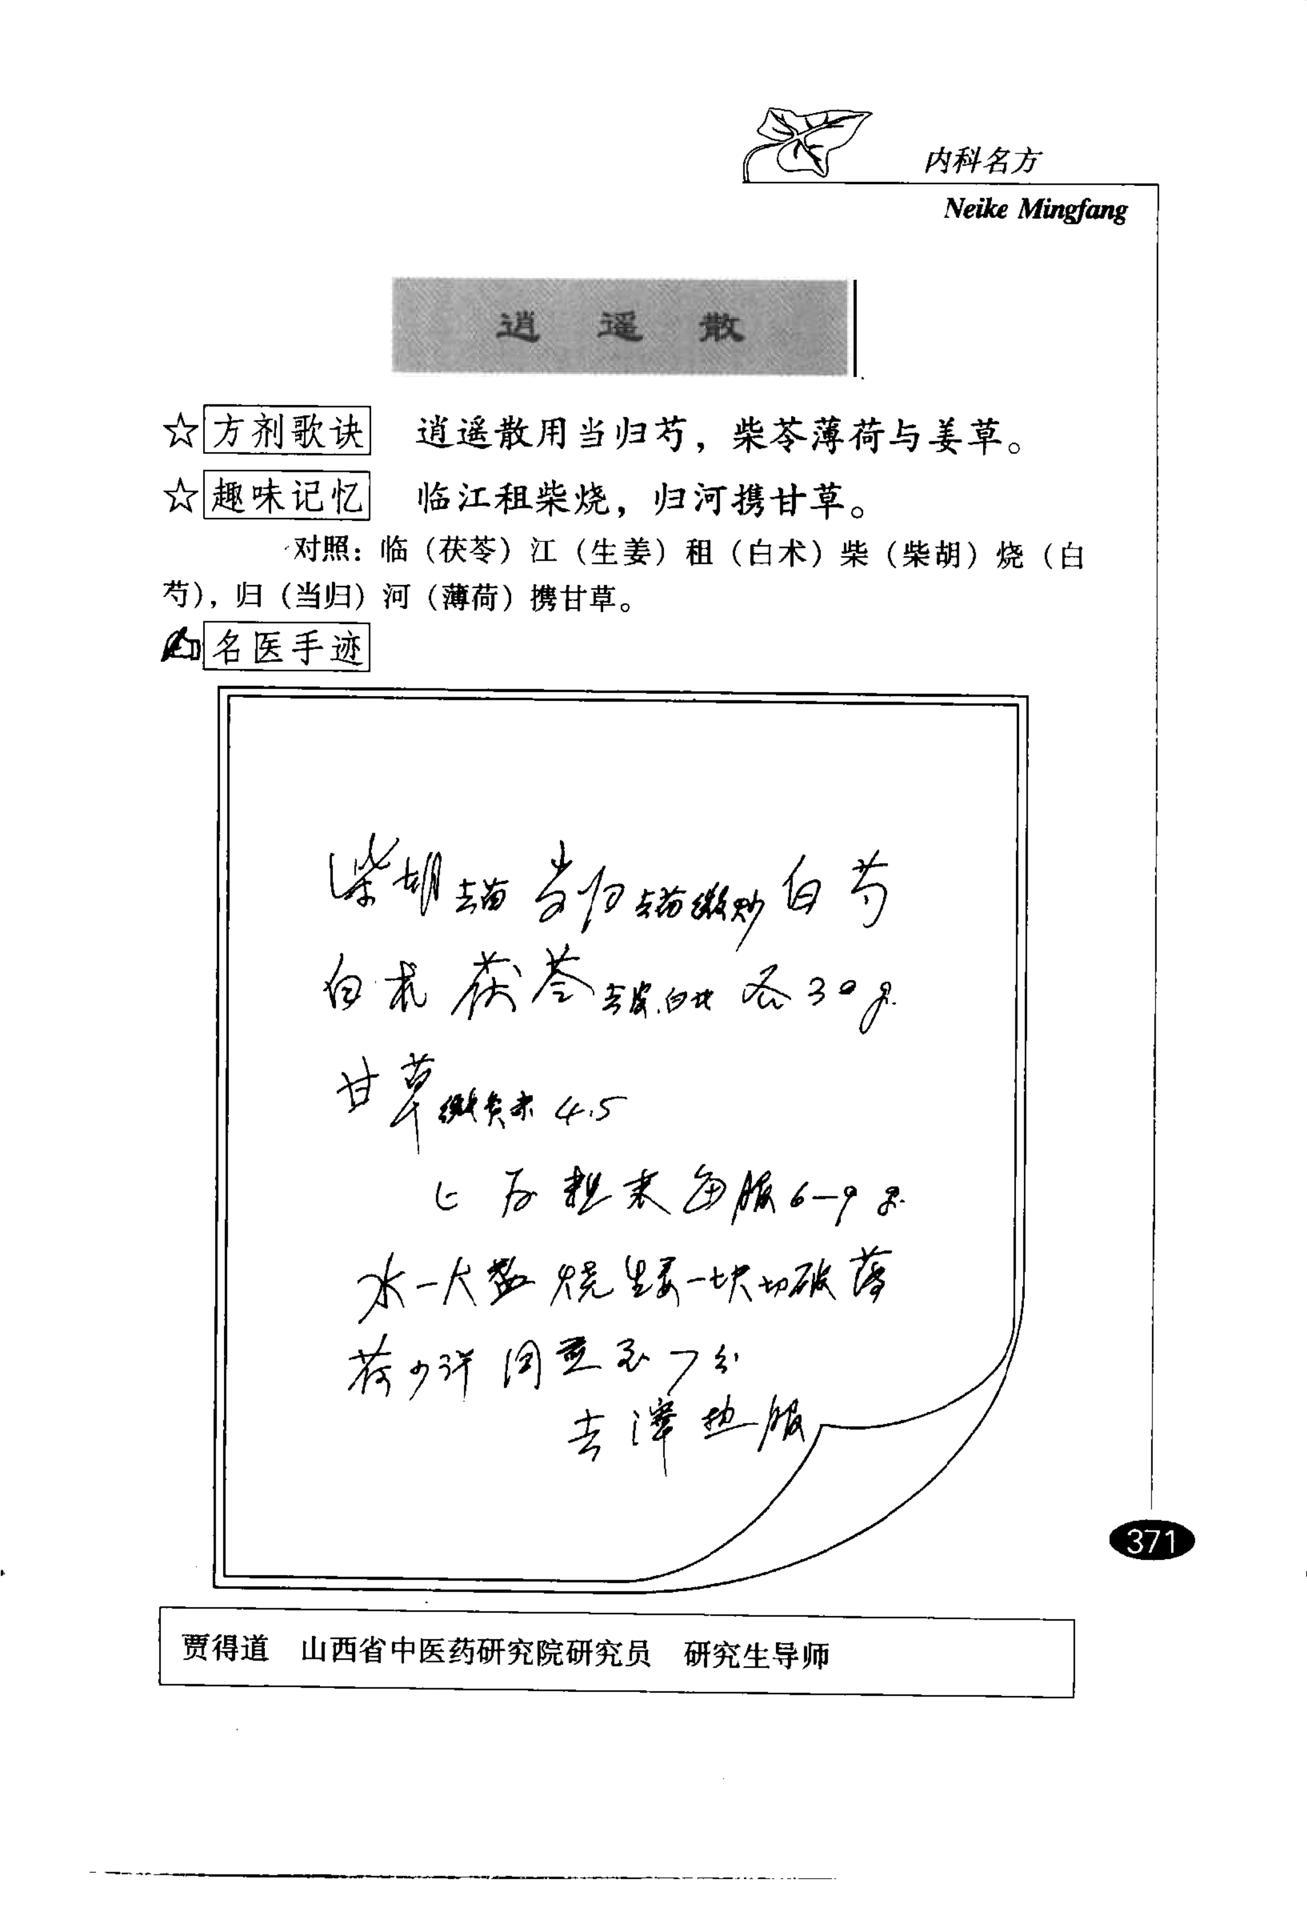 内科名方
Neike Mingfang
逍遥散
☆方剂歌诀 逍遥散用当归芍，柴苓薄荷与姜草。
☆趣味记忆 临江租柴烧，归河携甘草。
对照：临（茯苓）江（生姜）租（白术）柴（柴胡）烧（白
芍），归（当归）河（薄荷）携甘草。
名医手迹
柴胡去苗 当归去苗微炒 白芍
白术 茯苓去皮.白块 各30g.
甘草微炙赤 4.5
上 为粗末 每服6—9g.
水一大盏 烧生姜一块切破 薄
荷少许 同煎至7分
去滓热服
371
贾得道 山西省中医药研究院研究员 研究生导师